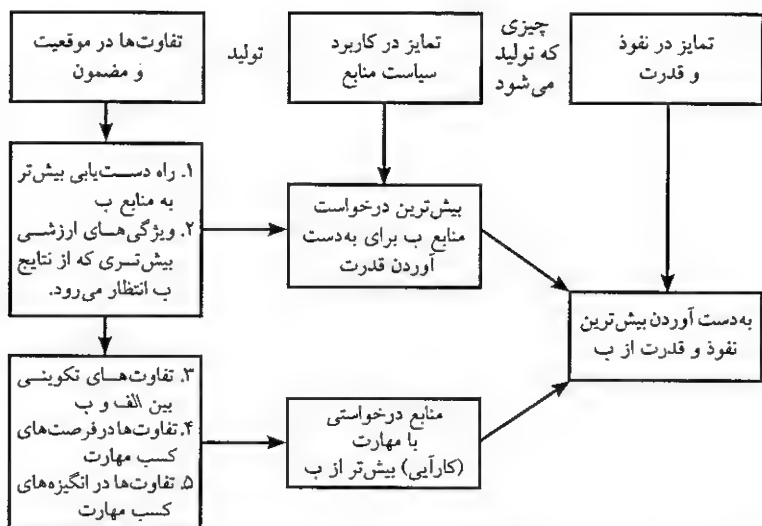 تفاوت‌ها در موقعیت
و مضمون
تولید
تمایز در کاربرد
سیاست منابع
چیزی
که تولید
می‌شود
تمایز در نفوذ
و قدرت
۱. راه دست‌یابی بیش‌تر
به منابع ب
۲. ویژگی‌های ارزشی
بیش‌تری که از نتایج
ب انتظار می‌رود.
بیش‌ترین درخواست
منابع ب برای به‌دست
آوردن قدرت
به‌دست آوردن بیش‌ترین
نفوذ و قدرت از ب
۳. تفاوت‌های تکوینی
بین الف و ب
۴. تفاوت‌ها در فرصت‌های
کسب مهارت
۵. تفاوت‌ها در انگیزه‌های
کسب مهارت
منابع درخواستی
با مهارت
(کارآیی) بیش‌تر از ب